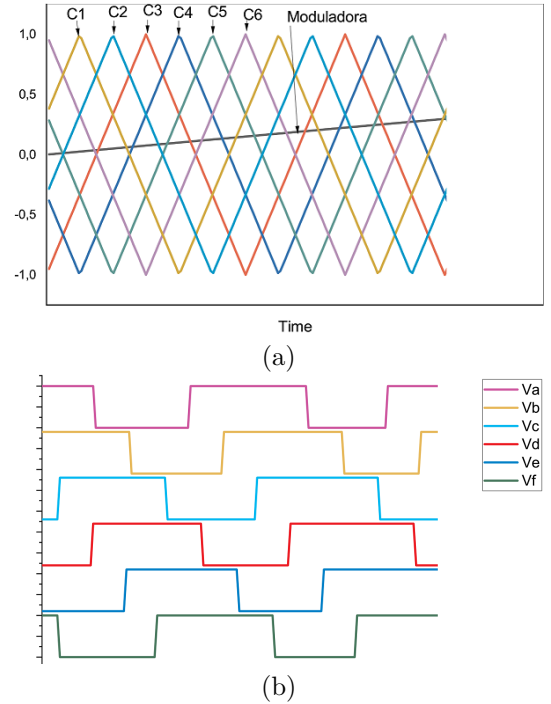 C1 C2 C3 C4 C5 C6 Moduladora
1,0
0,5
0,0
-0,5
-1,0
Time
(a)
Va
Vb
Vc
Vd
Ve
Vf
(b)